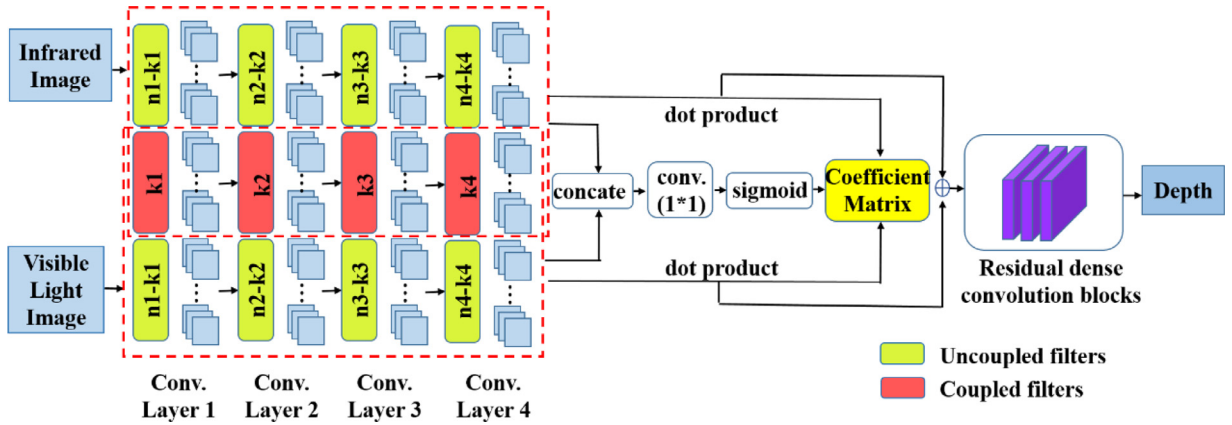 Infrared
Image
n1-k1
n2-k2
n3-k3
n4-k4
dot product
k1
k2
k3
k4
concate
conv.
(1*1)
sigmoid
Coefficient
Matrix
Depth
Visible
Light
Image
n1-k1
n2-k2
n3-k3
n4-k4
dot product
Residual dense
convolution blocks
Uncoupled filters
Coupled filters
Conv.
Layer 1
Conv.
Layer 2
Conv.
Layer 3
Conv.
Layer 4